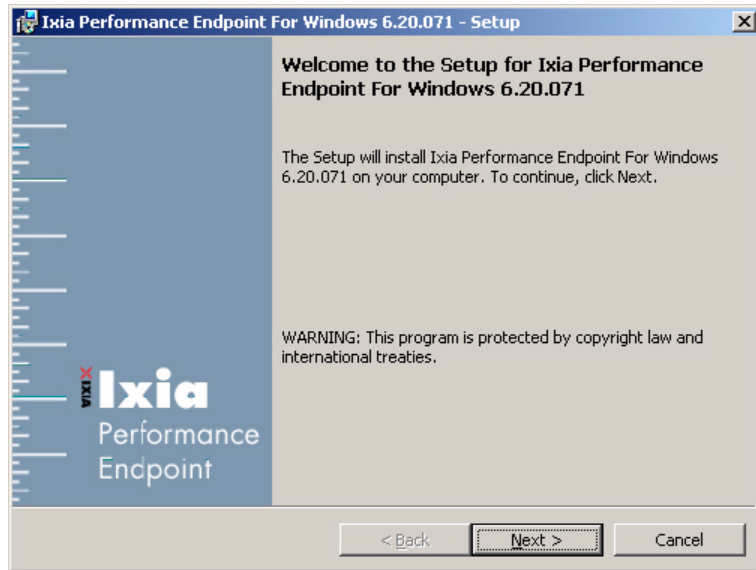 Ixia Performance Endpoint For Windows 6.20.071 - Setup
Welcome to the Setup for Ixia Performance
Endpoint For Windows 6.20.071
The Setup will install Ixia Performance Endpoint For Windows
6.20.071 on your computer. To continue, click Next.
WARNING: This program is protected by copyright law and
international treaties.
IXIA
Ixia
Performance
Endpoint
< Back
Next >
Cancel